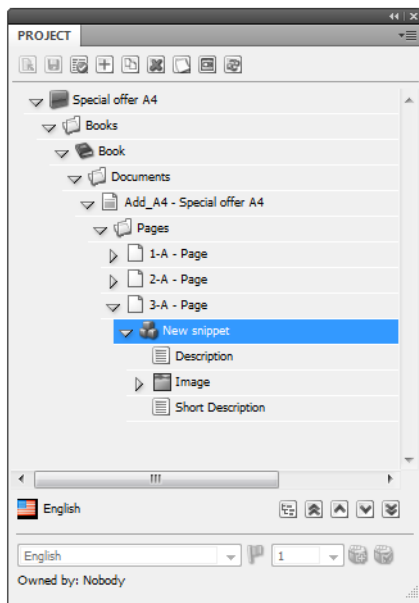 PROJECT
Special offer A4
Books
Book
Documents
Add_A4 - Special offer A4
Pages
1-A - Page
2-A - Page
3-A - Page
New snippet
Description
Image
Short Description
English
English
1
Owned by: Nobody